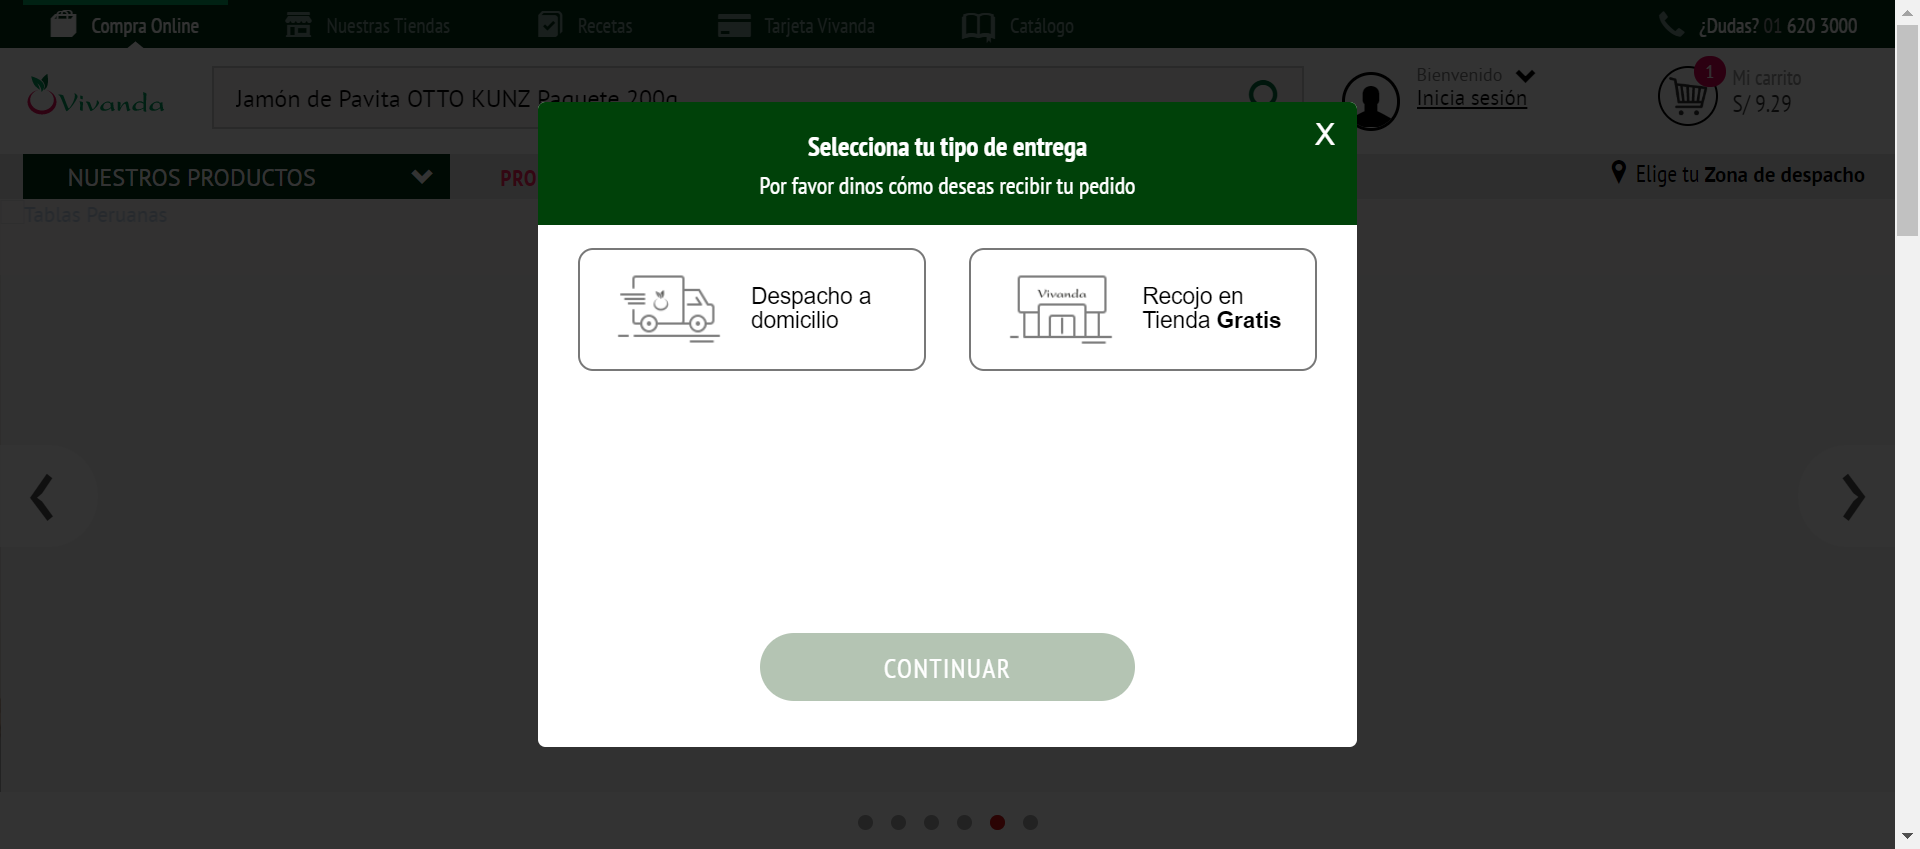 Compra Online
Nuestras Tiendas
Recetas
Tarjeta Vivanda
Catálogo
¿Dudas? 01 620 3000
Vivanda
Jamón de Pavita OTTO KUNZ Paquete 200g
Bienvenido
Inicia sesión
1
Mi carrito
S/ 9.29
NUESTROS PRODUCTOS
PRO
Elige tu Zona de despacho
Tablas Peruanas
X
Selecciona tu tipo de entrega
Por favor dinos cómo deseas recibir tu pedido
Despacho a
domicilio
Vivanda
Recojo en
Tienda Gratis
CONTINUAR